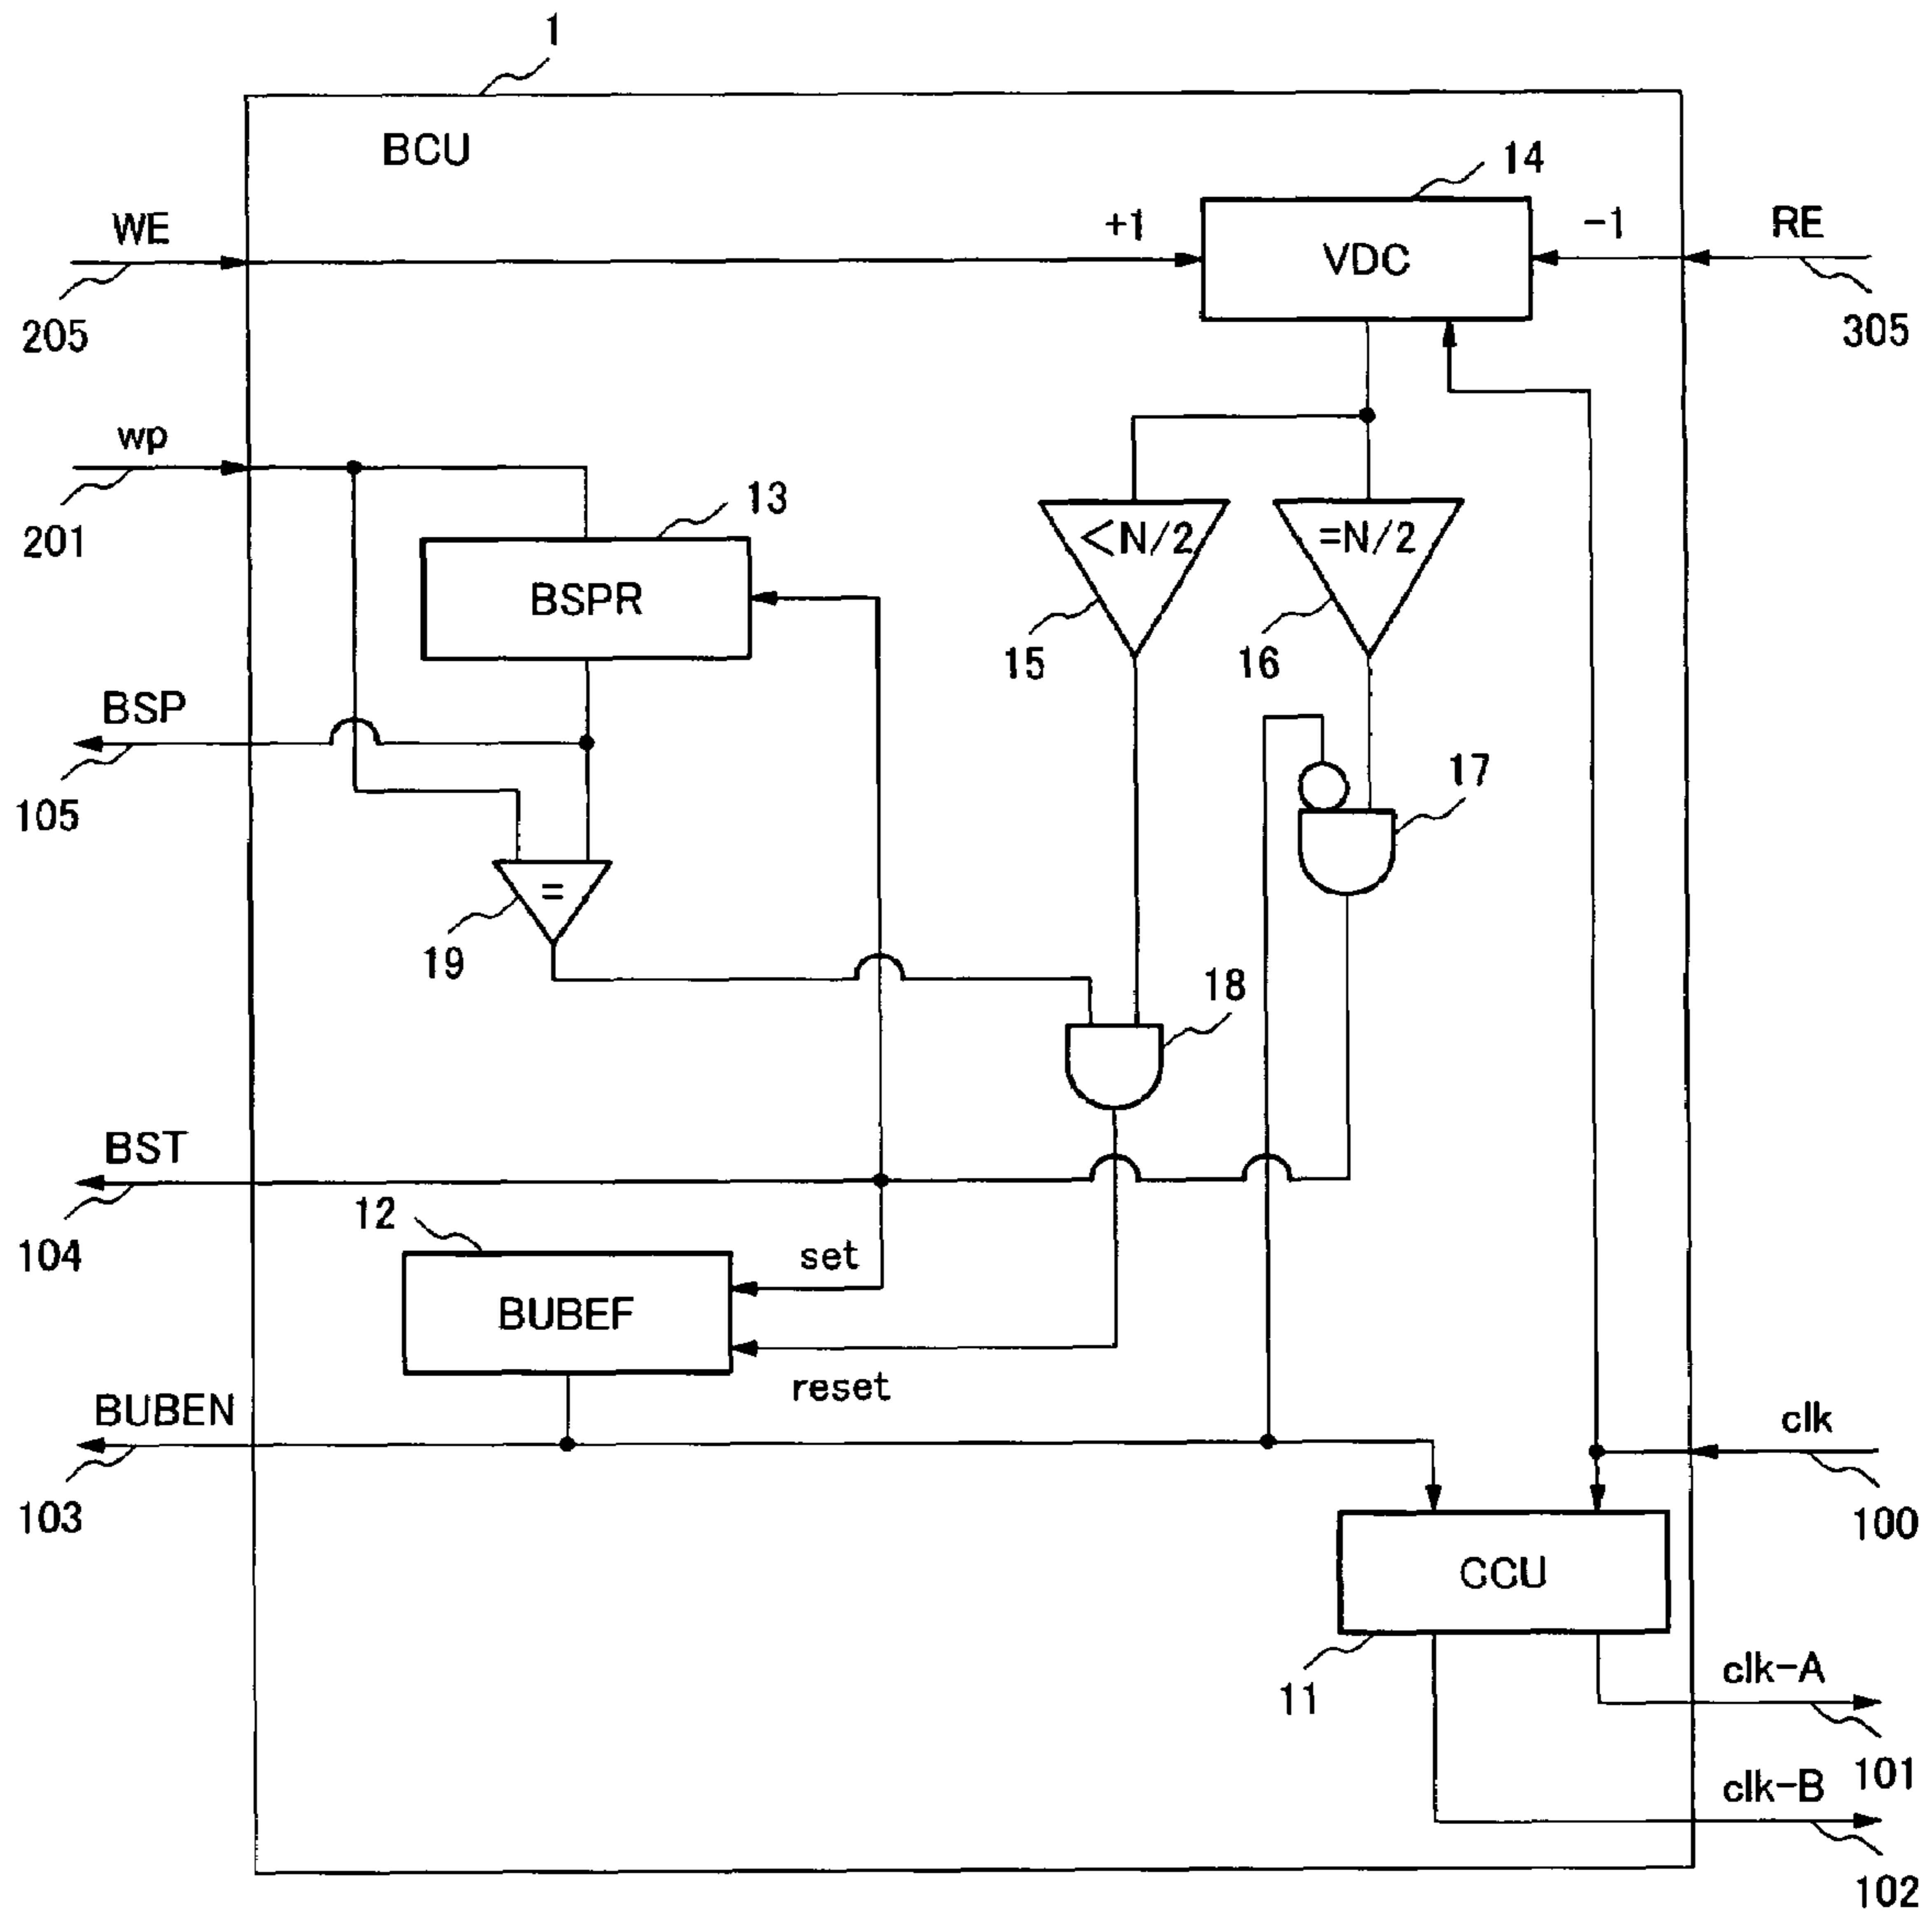 1
BCU
14
WE
+1
VDC
-1
RE
205
305
wp
201
13
<N/2
=N/2
BSPR
15
16
BSP
105
17
=
19
18
BST
104
12
set
BUBEF
reset
BUBEN
103
clk
100
CCU
11
clk-A
101
clk-B
102